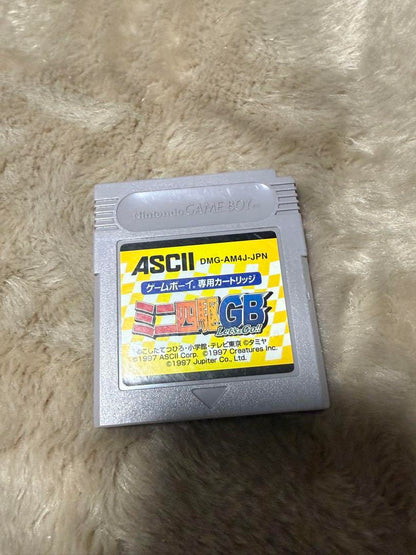 Nintendo GAME BOY
ASCII DMG-AM4J-JPN
ゲームボーイ® 専用カートリッジ
ミニ四駆GB
Let's Go!!
©こしたてつひろ・小学館・テレビ東京 ©タミヤ
©1997 ASCII Corp. ©1997 Creatures Inc.
©1997 Jupiter Co., Ltd.